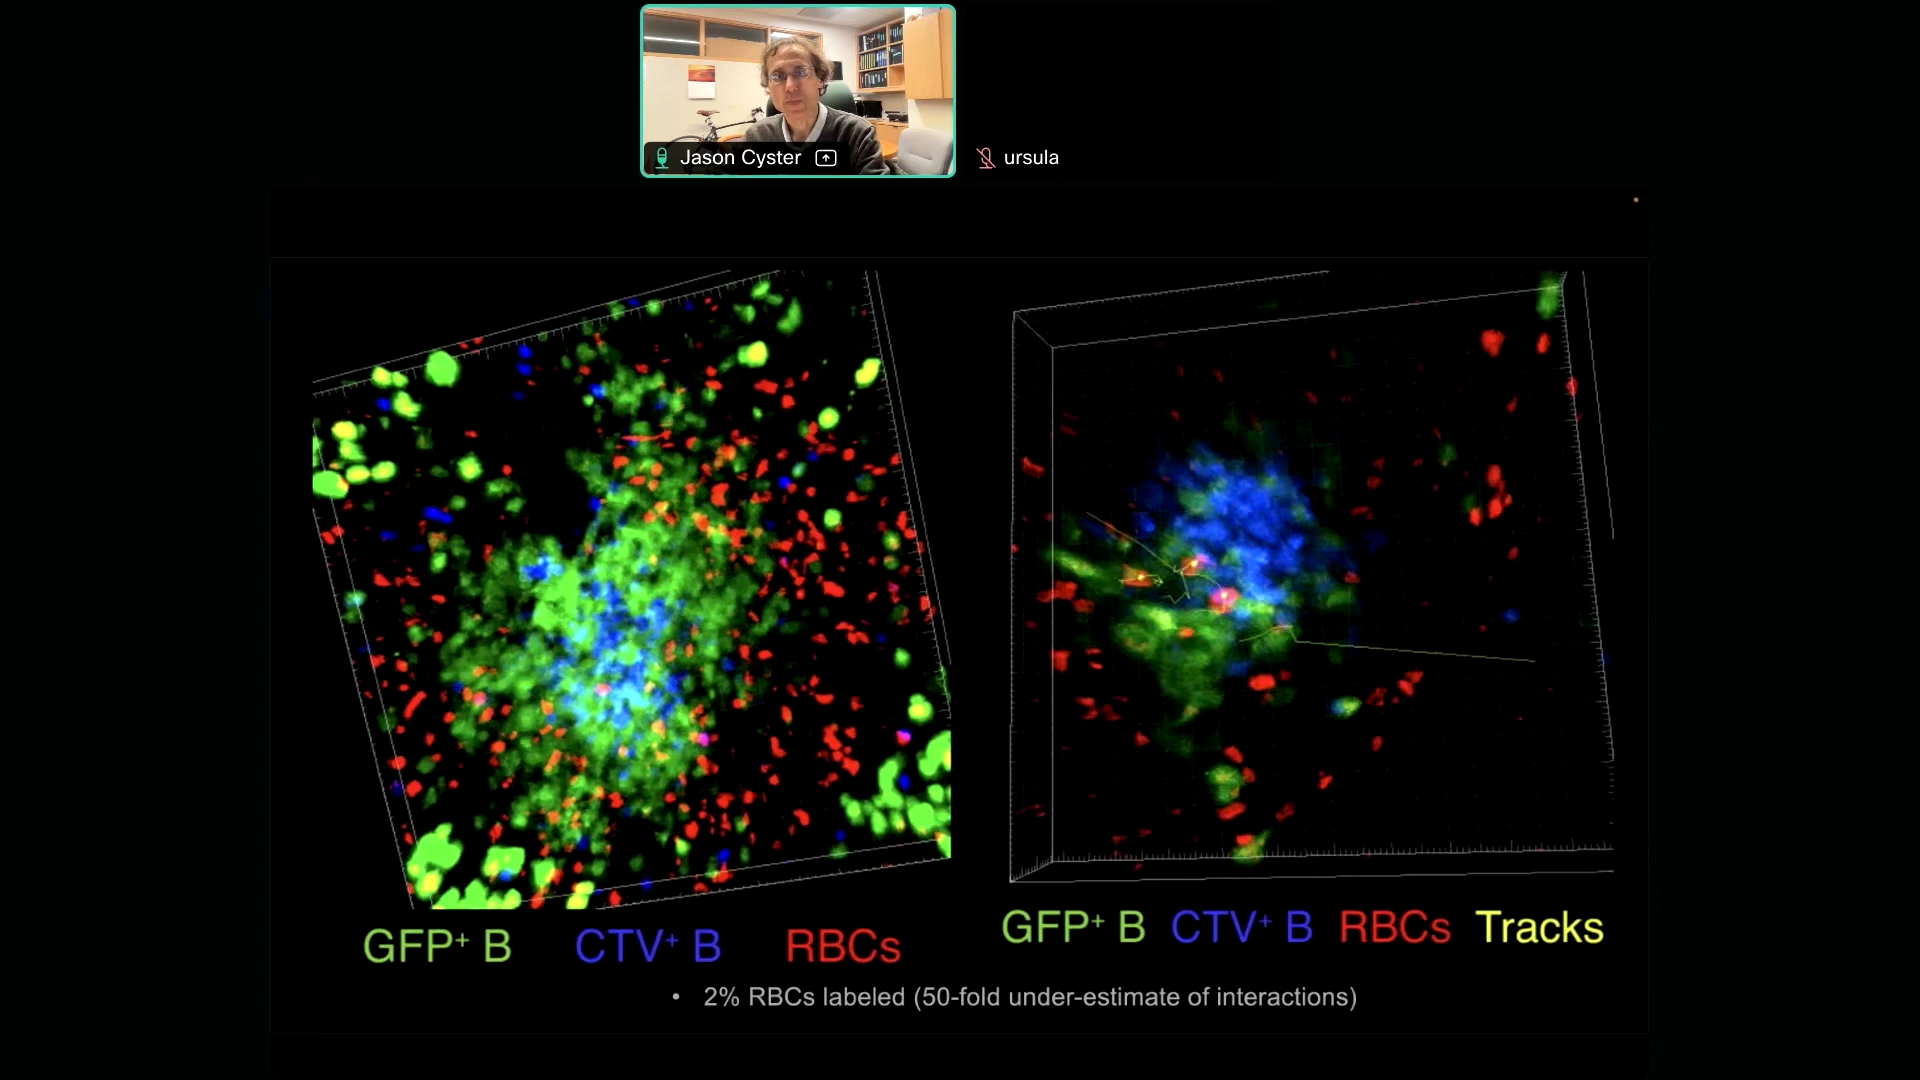 Jason Cyster
ursula
GFP⁺ B CTV⁺ B RBCs
GFP⁺ B CTV⁺ B RBCs Tracks
• 2% RBCs labeled (50-fold under-estimate of interactions)